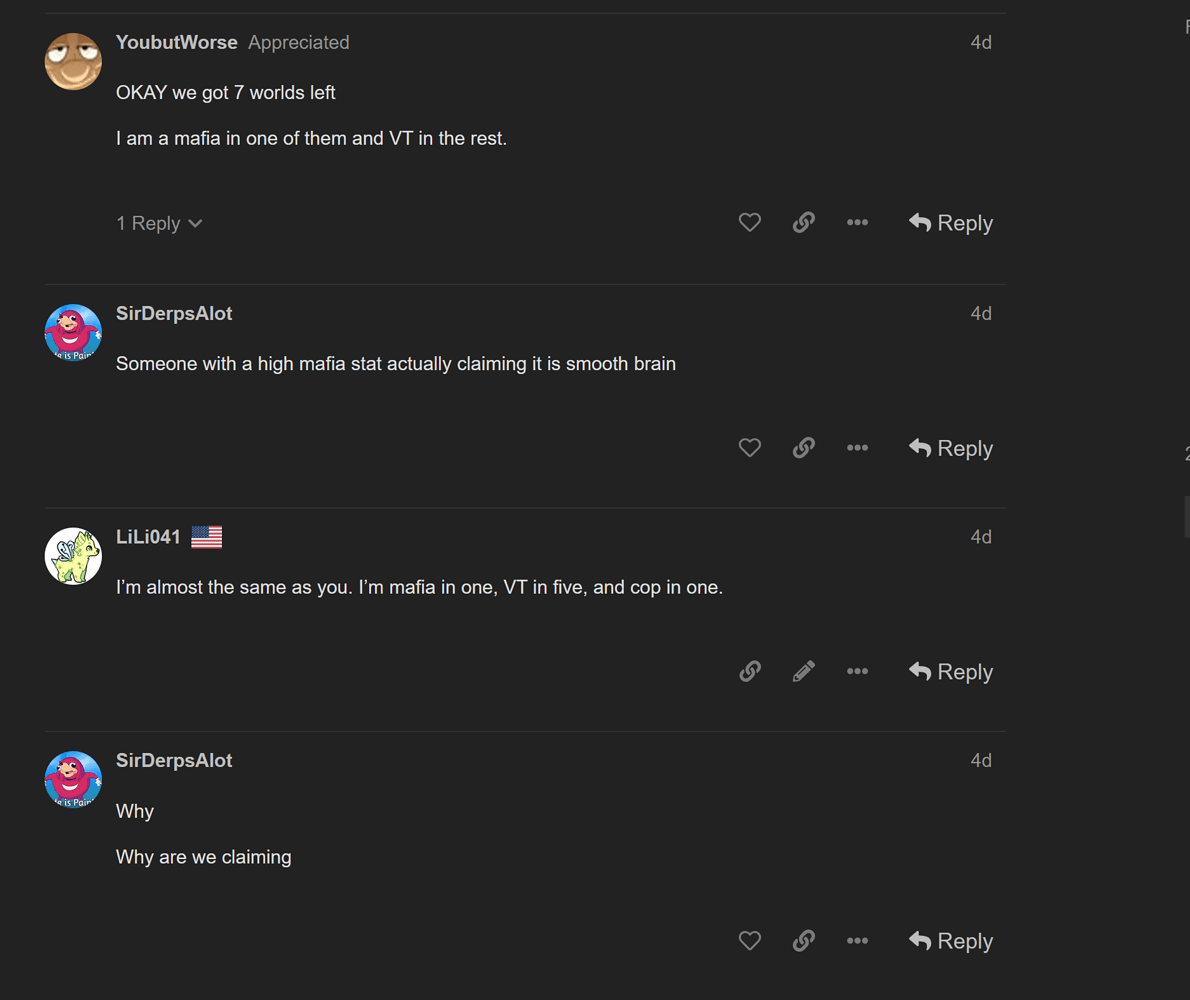 YoubutWorse Appreciated 4d
OKAY we got 7 worlds left
I am a mafia in one of them and VT in the rest.
1 Reply Reply
SirDerpsAlot 4d
Someone with a high mafia stat actually claiming it is smooth brain
Reply
LiLi041 4d
I’m almost the same as you. I’m mafia in one, VT in five, and cop in one.
Reply
SirDerpsAlot 4d
Why
Why are we claiming
Reply